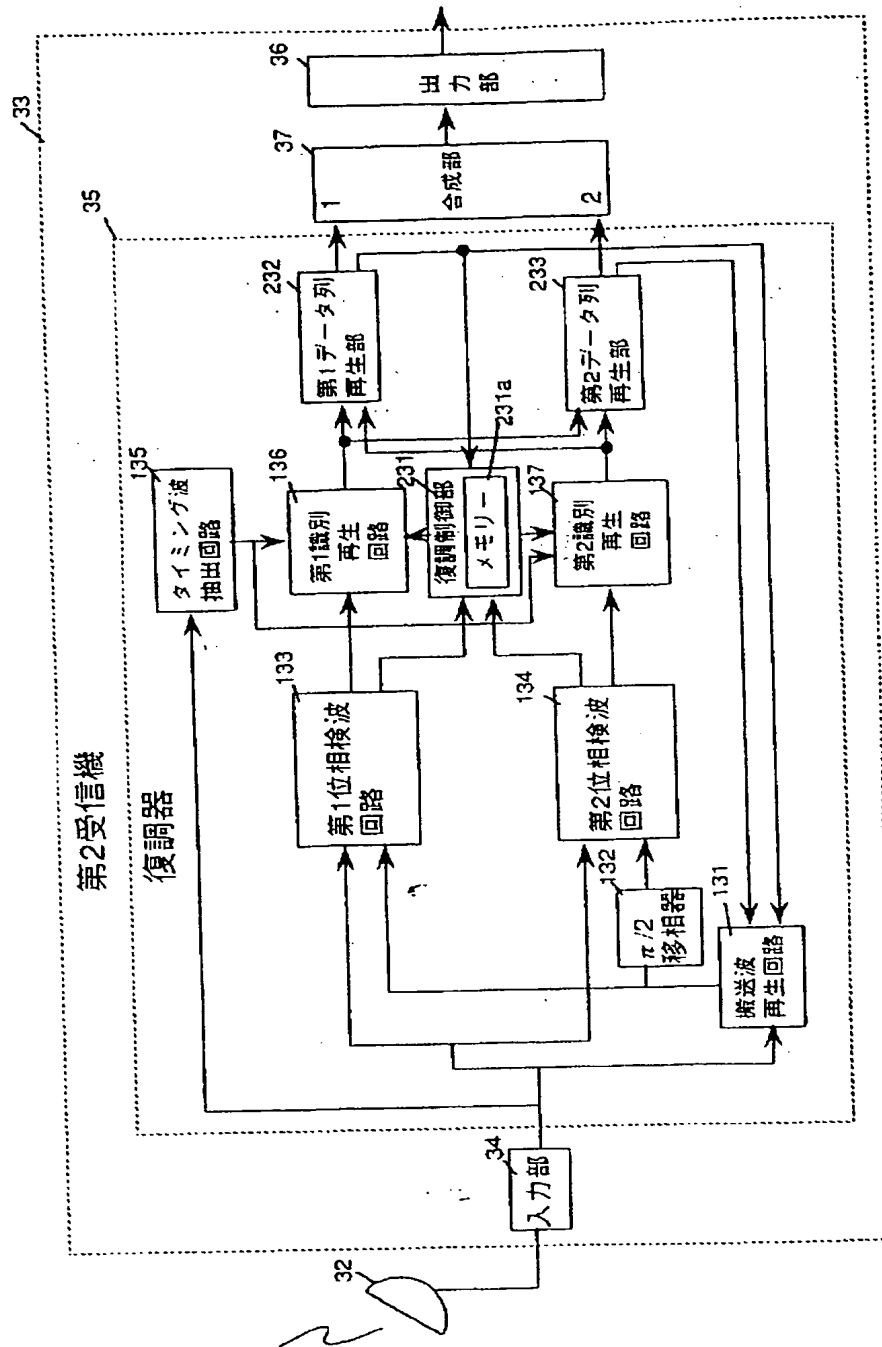 33
第2受信機
35
復調器
32
34
入力部
135
タイミング波
抽出回路
133
第1位相検波
回路
136
第1識別
再生
回路
232
第1データ列
再生部
37
1
合成部
2
36
出力部
231
復調制御部
メモリー
231a
134
第2位相検波
回路
137
第2識別
再生
回路
233
第2データ列
再生部
132
π/2
移相器
131
搬送波
再生回路